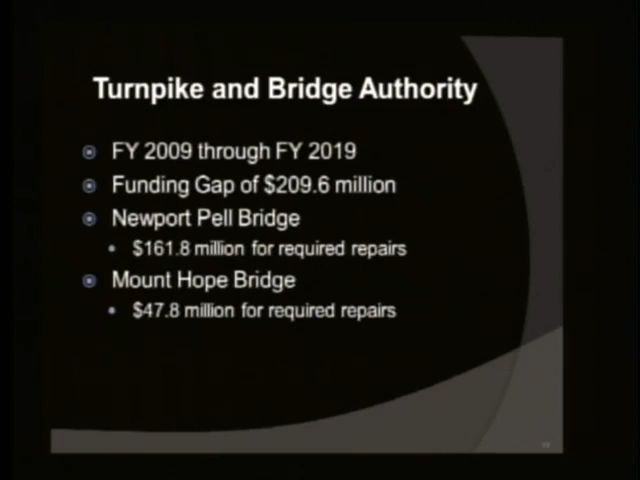 Turnpike and Bridge Authority
FY 2009 through FY 2019
Funding Gap of $209.6 million
Newport Pell Bridge
$161.8 million for required repairs
Mount Hope Bridge
$47.8 million for required repairs